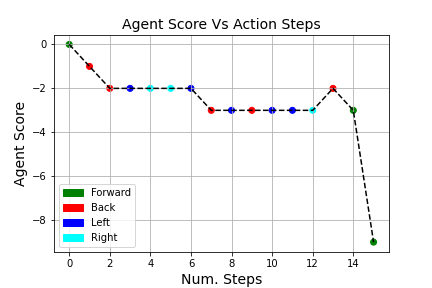 Agent Score Vs Action Steps
0
−2
−4
−6
−8
Agent Score
Forward
Back
Left
Right
0 2 4 6 8 10 12 14
Num. Steps